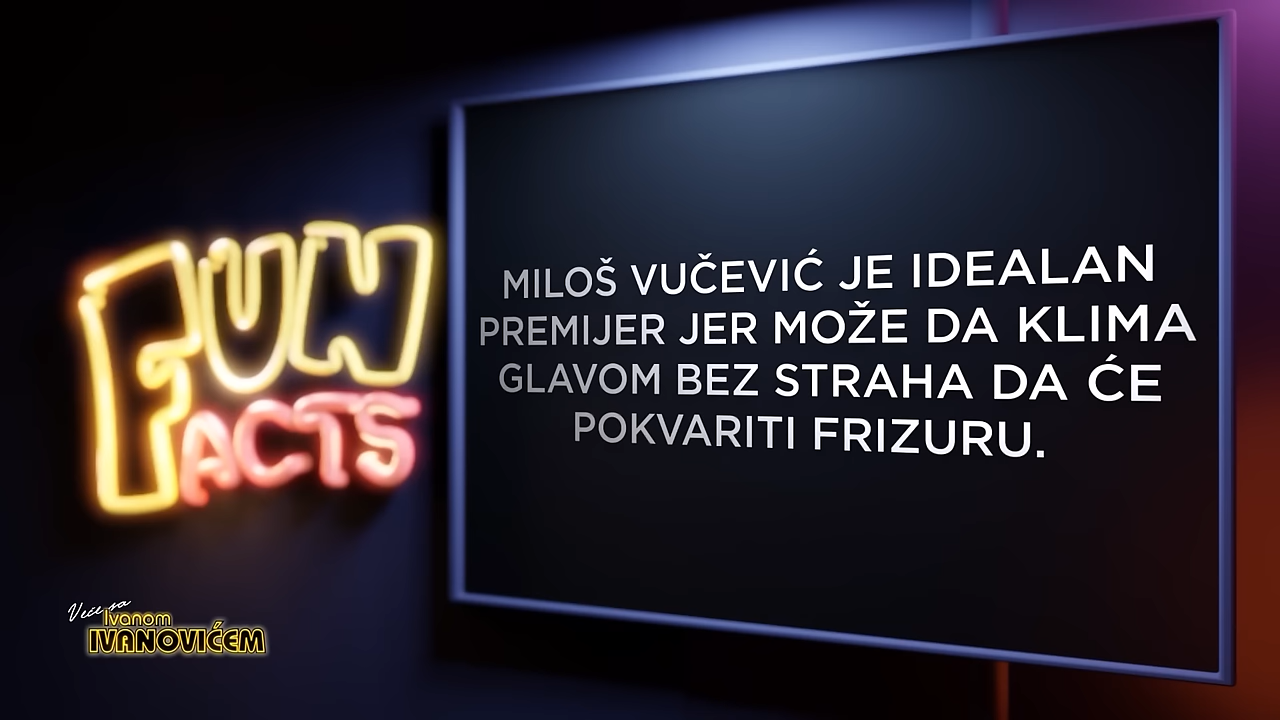 FUN
FACTS
MILOŠ VUČEVIĆ JE IDEALAN
PREMIJER JER MOŽE DA KLIMA
GLAVOM BEZ STRAHA DA ĆE
POKVARITI FRIZURU.
Veče sa
Ivanom
IVANOVIĆEM